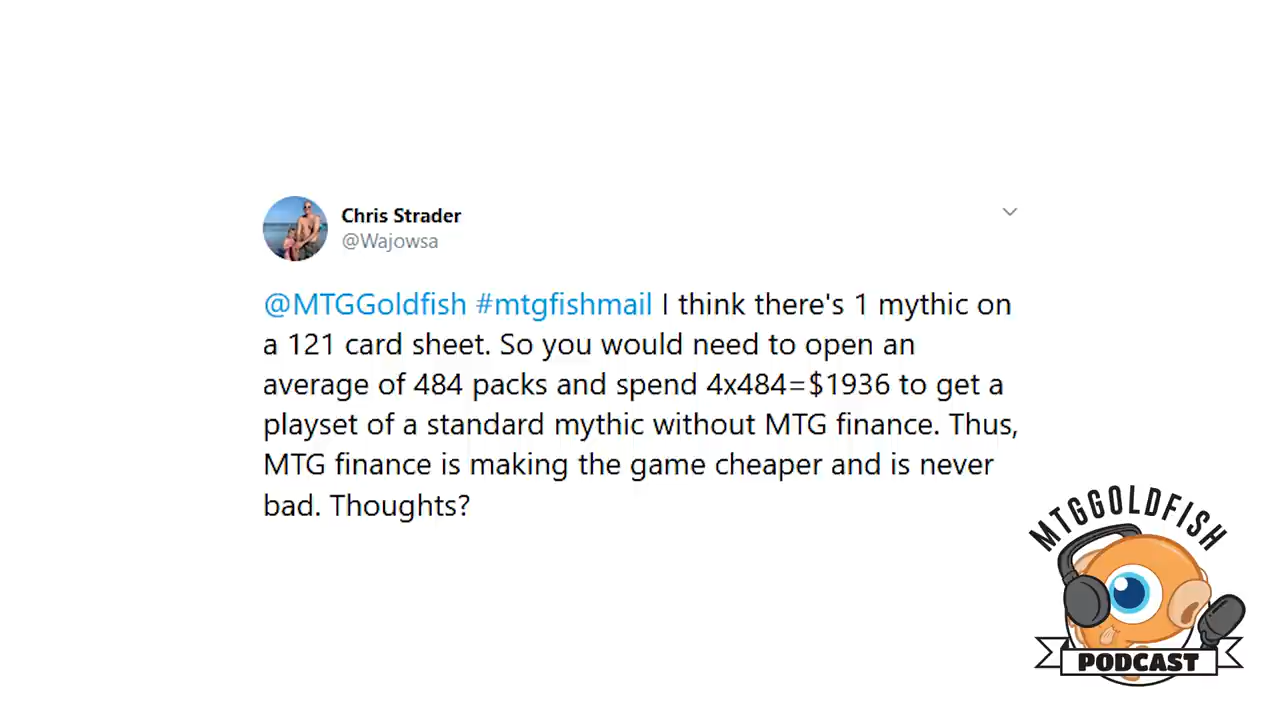 Chris Strader
@Wajowsa
@MTGGoldfish #mtgfishmail I think there's 1 mythic on
a 121 card sheet. So you would need to open an
average of 484 packs and spend 4x484=$1936 to get a
playset of a standard mythic without MTG finance. Thus,
MTG finance is making the game cheaper and is never
bad. Thoughts?
MTGGOLDFISH
PODCAST